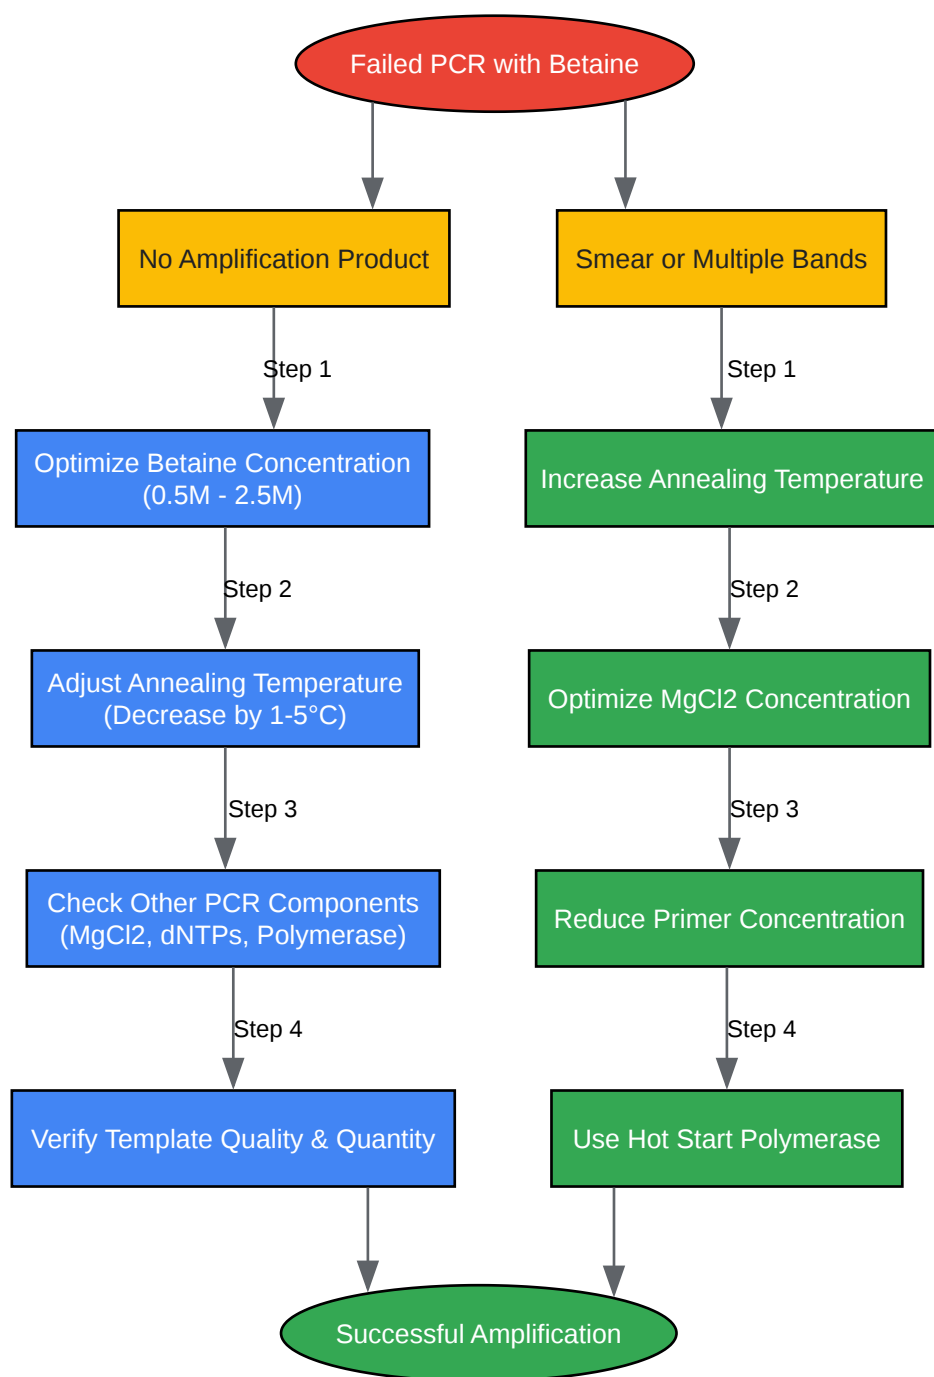 Failed PCR with Betaine
No Amplification Product
Smear or Multiple Bands
Step 1
Step 1
Optimize Betaine Concentration
(0.5M - 2.5M)
Increase Annealing Temperature
Step 2
Step 2
Adjust Annealing Temperature
(Decrease by 1-5°C)
Optimize MgCl2 Concentration
Step 3
Step 3
Check Other PCR Components
(MgCl2, dNTPs, Polymerase)
Reduce Primer Concentration
Step 4
Step 4
Verify Template Quality & Quantity
Use Hot Start Polymerase
Successful Amplification